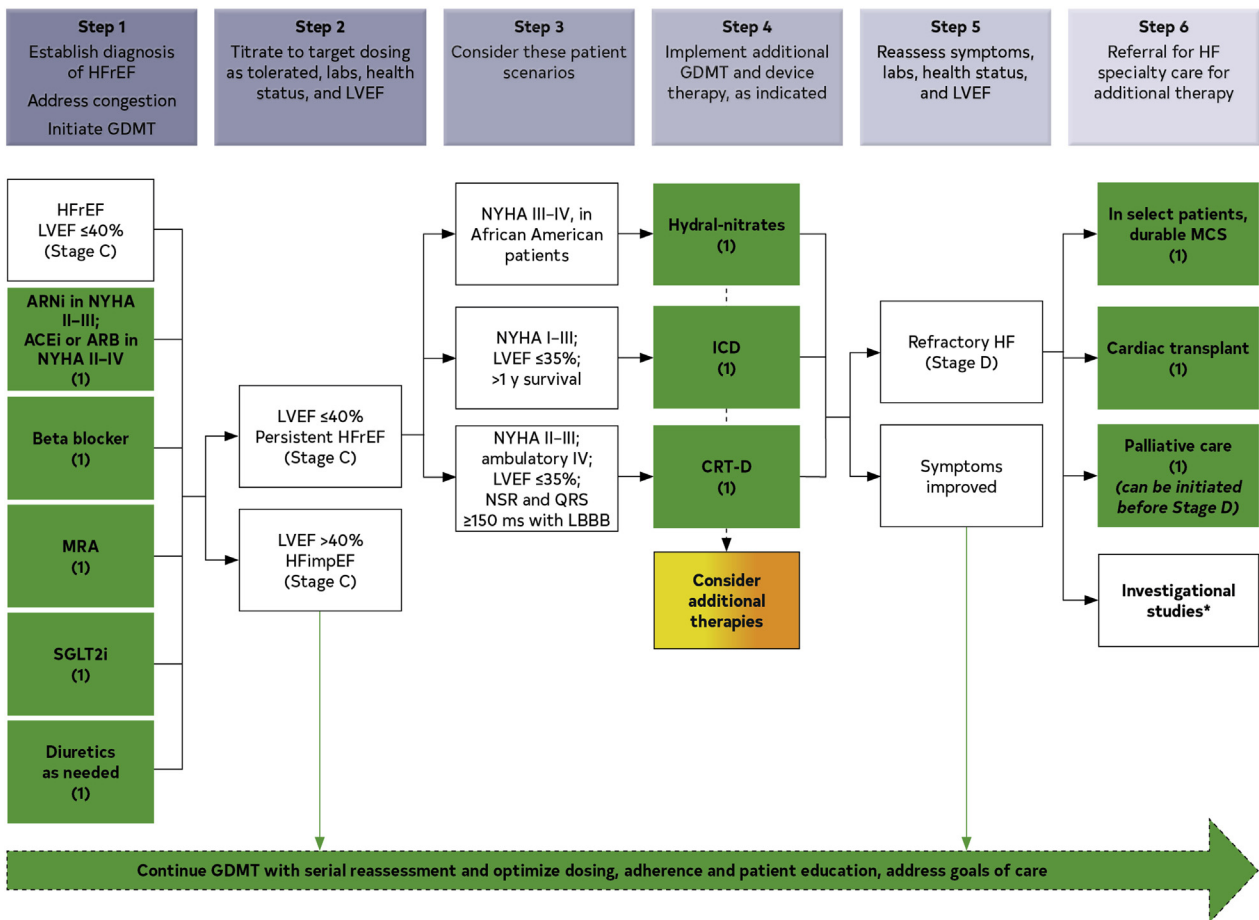 Step 1
Establish diagnosis
of HFrEF
Address congestion
Initiate GDMT
Step 2
Titrate to target dosing
as tolerated, labs, health
status, and LVEF
Step 3
Consider these patient
scenarios
Step 4
Implement additional
GDMT and device
therapy, as indicated
Step 5
Reassess symptoms,
labs, health status,
and LVEF
Step 6
Referral for HF
specialty care for
additional therapy
HFrEF
LVEF ≤40%
(Stage C)
ARNi in NYHA
II–III;
ACEi or ARB in
NYHA II–IV
(1)
Beta blocker
(1)
MRA
(1)
SGLT2i
(1)
Diuretics
as needed
(1)
LVEF ≤40%
Persistent HFrEF
(Stage C)
LVEF >40%
HFimpEF
(Stage C)
NYHA III–IV, in
African American
patients
NYHA I–III;
LVEF ≤35%;
>1 y survival
NYHA II–III;
ambulatory IV;
LVEF ≤35%;
NSR and QRS
≥150 ms with LBBB
Hydral-nitrates
(1)
ICD
(1)
CRT-D
(1)
Consider
additional
therapies
Refractory HF
(Stage D)
Symptoms
improved
In select patients,
durable MCS
(1)
Cardiac transplant
(1)
Palliative care
(1)
(can be initiated
before Stage D)
Investigational
studies*
Continue GDMT with serial reassessment and optimize dosing, adherence and patient education, address goals of care